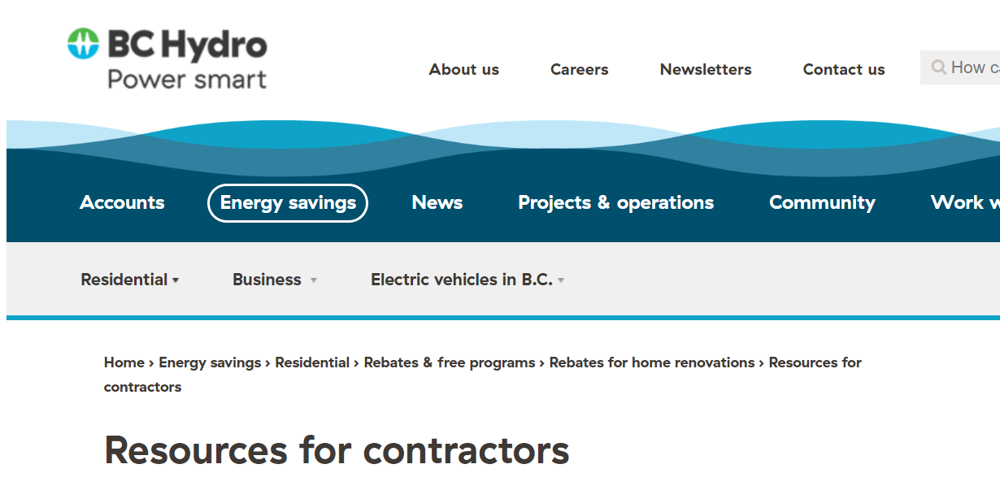 BC Hydro
Power smart
About us Careers Newsletters Contact us How
Accounts Energy savings News Projects & operations Community Work
Residential Business Electric vehicles in B.C.
Home › Energy savings › Residential › Rebates & free programs › Rebates for home renovations › Resources for
contractors
Resources for contractors